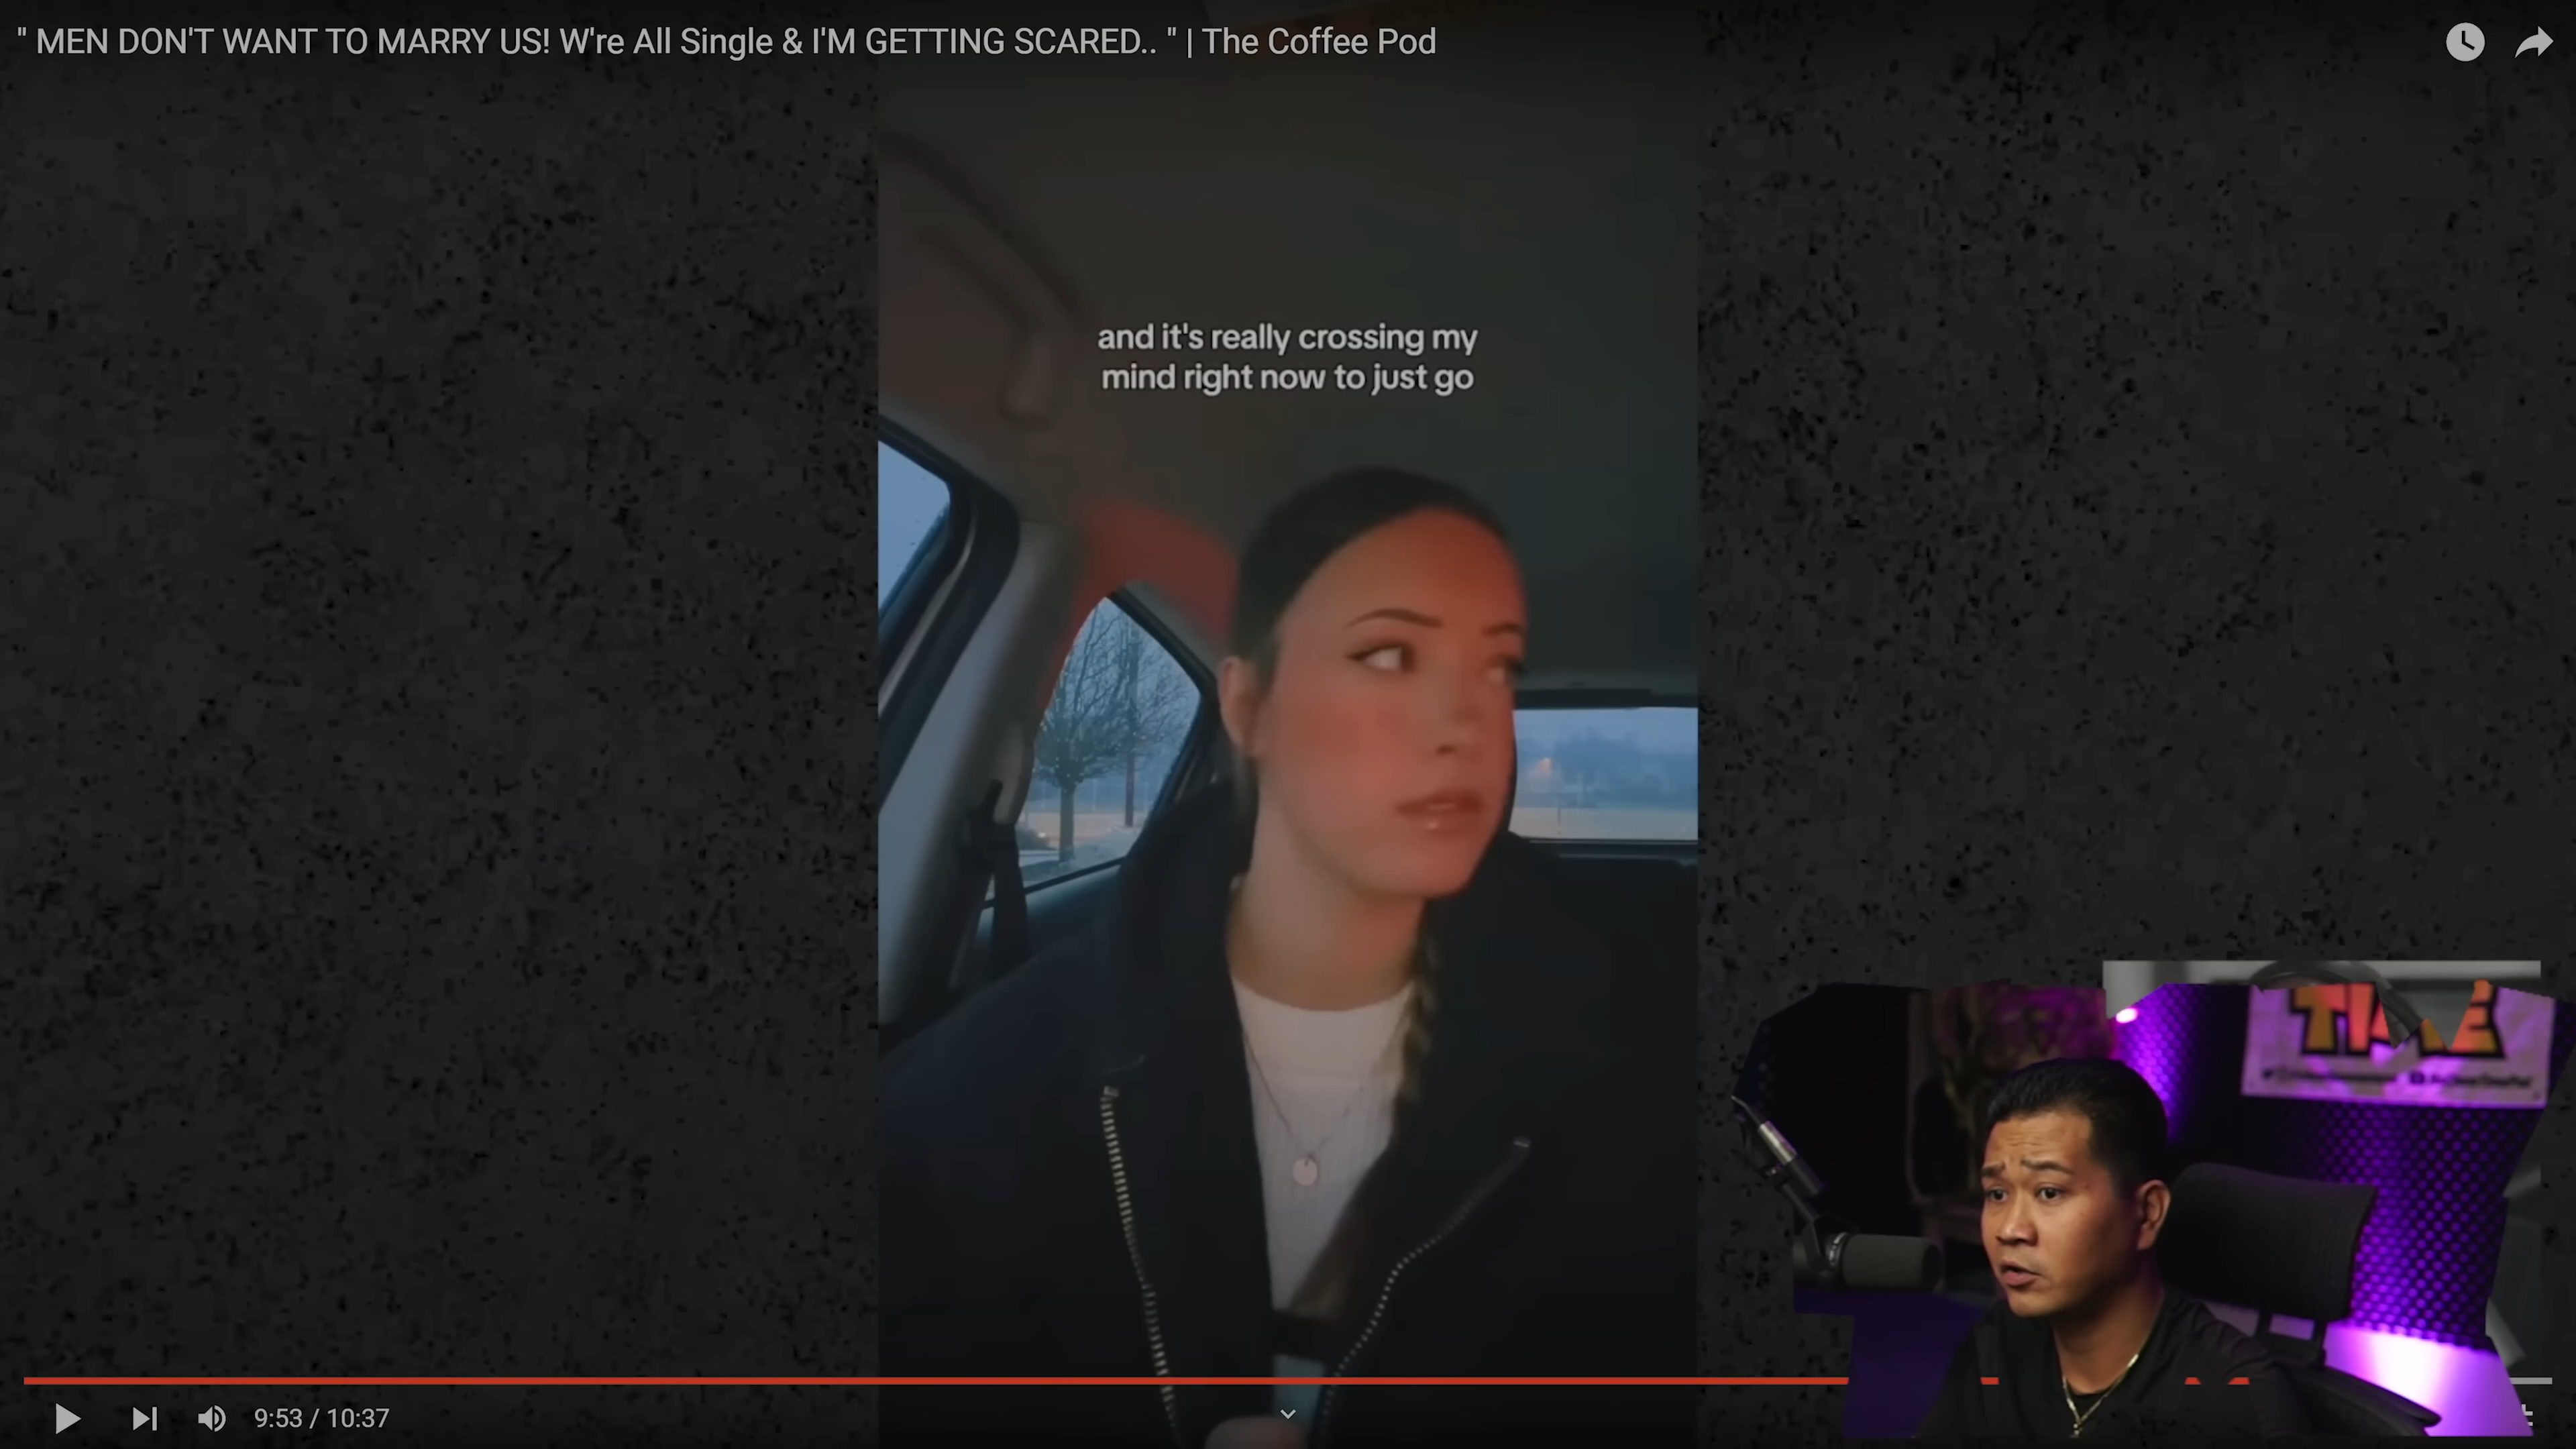 " MEN DON'T WANT TO MARRY US! W're All Single & I'M GETTING SCARED.. " | The Coffee Pod
and it's really crossing my
mind right now to just go
TIME
9:53 / 10:37